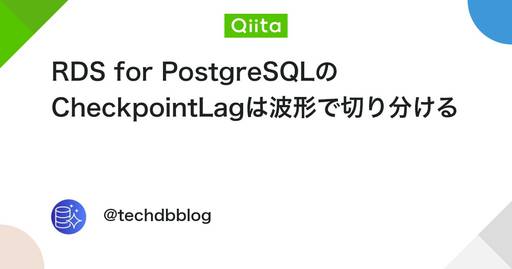 Qiita
RDS for PostgreSQLの
CheckpointLagは波形で切り分ける
@techdbblog